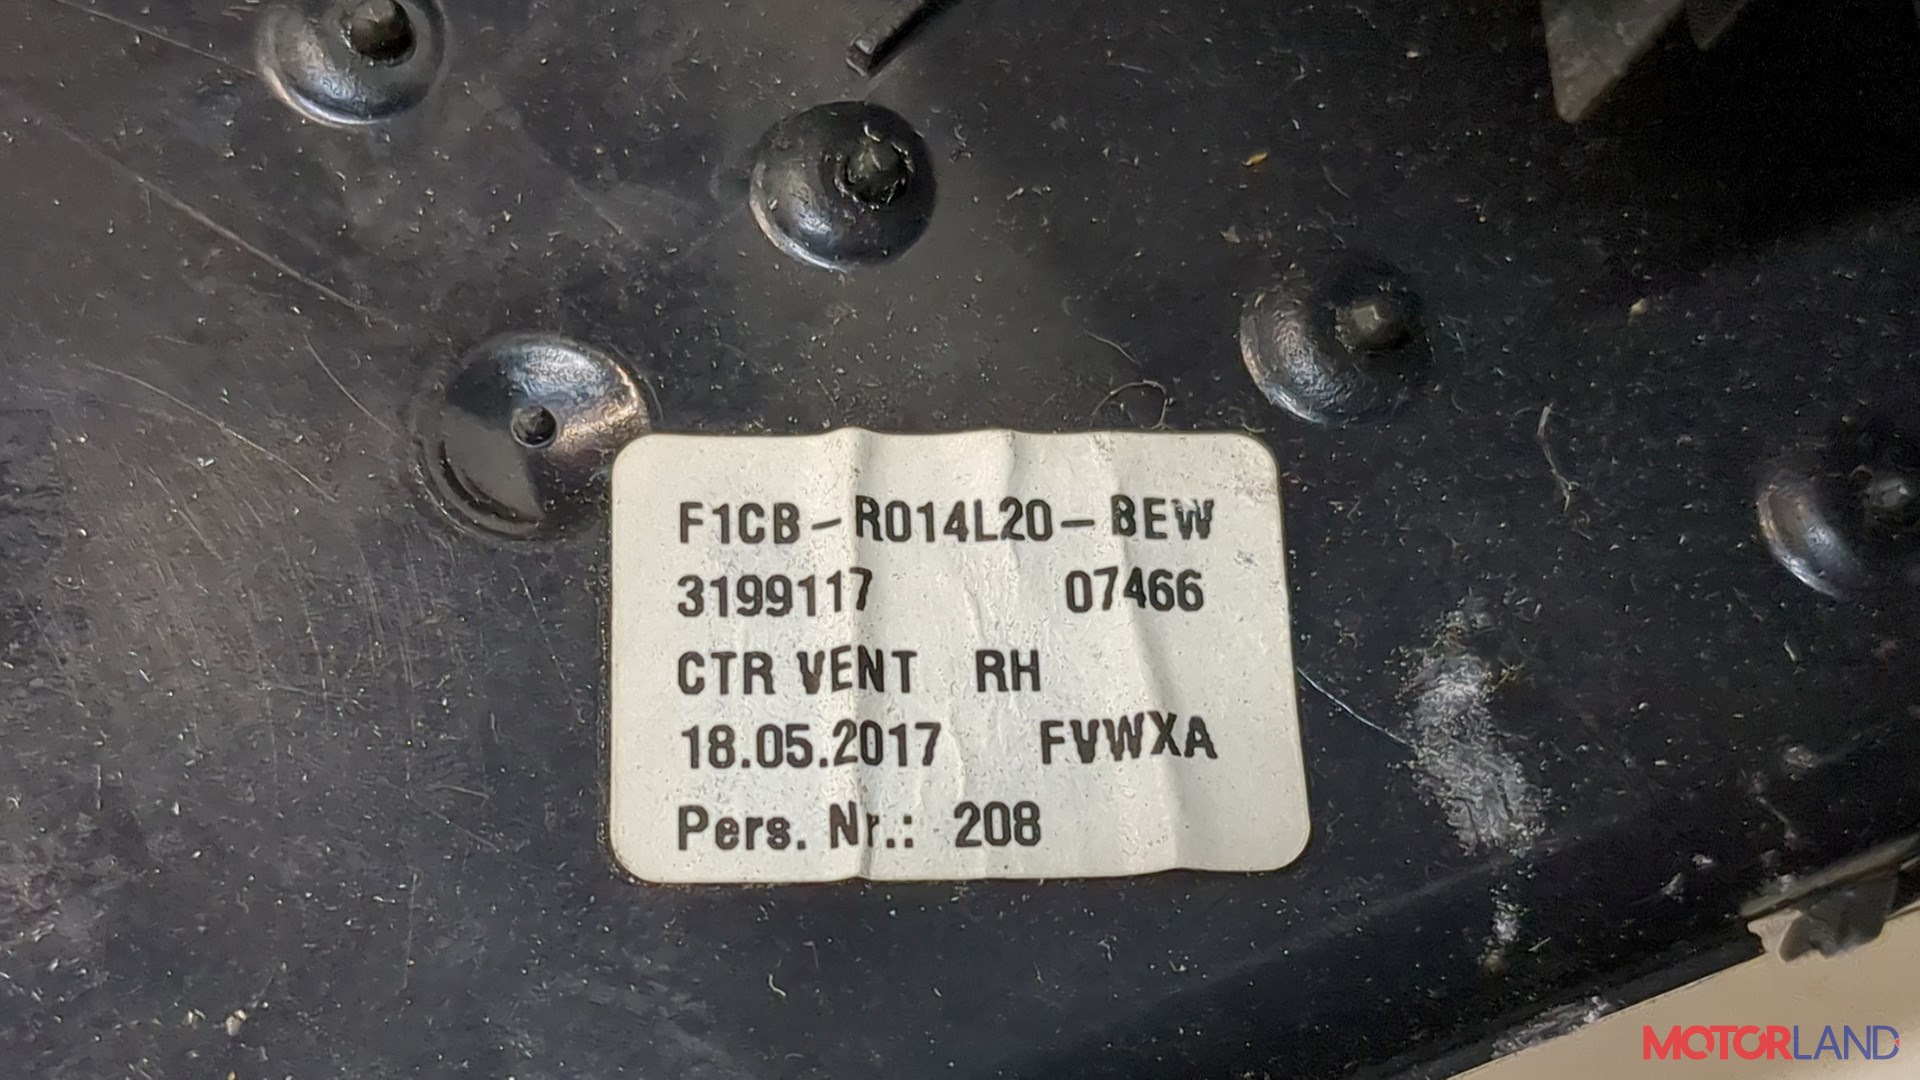 F1CB-R014L20-BEW
3199117 07466
CTR VENT RH
18.05.2017 FVWXA
Pers. Nr.: 208
MOTORLAND